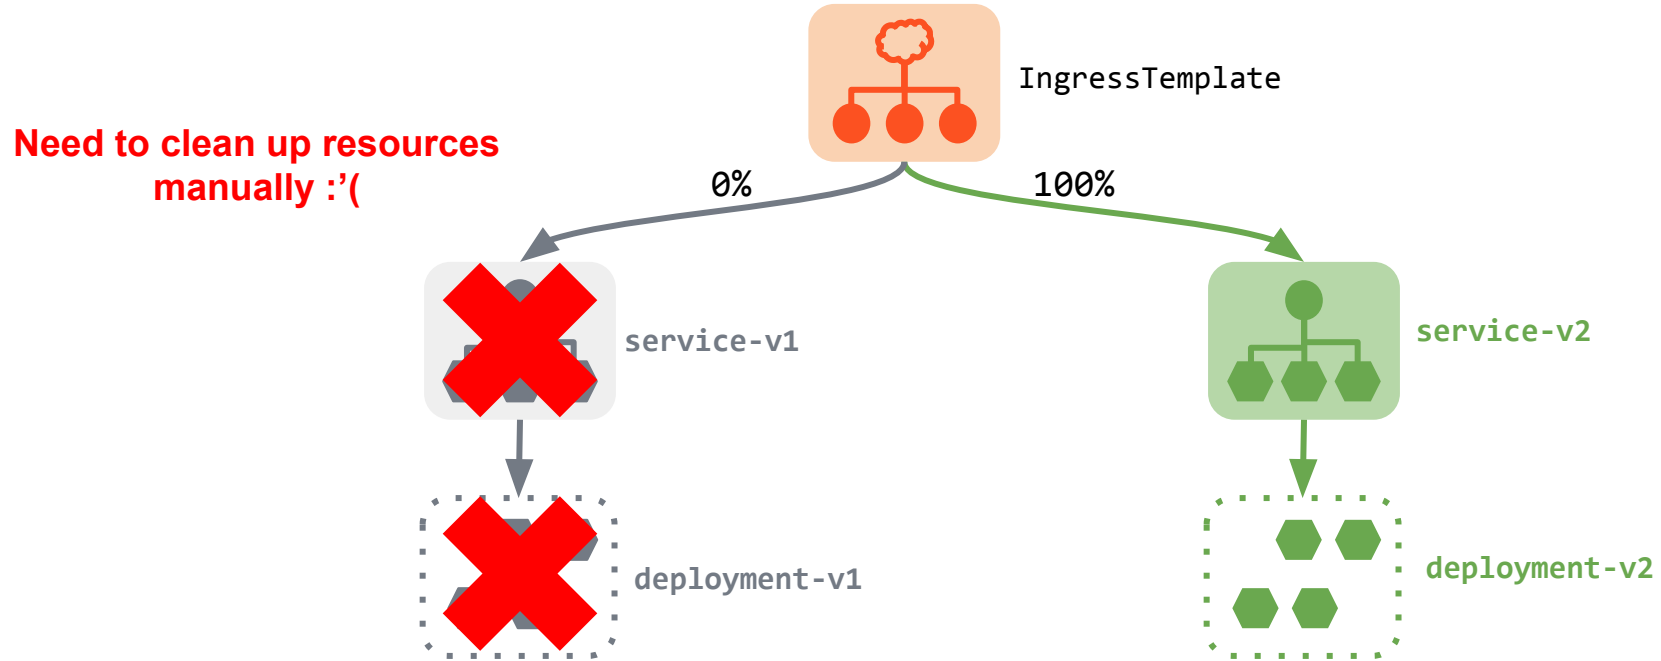 IngressTemplate
Need to clean up resources
manually :’(
0%
100%
service-v1
service-v2
deployment-v1
deployment-v2